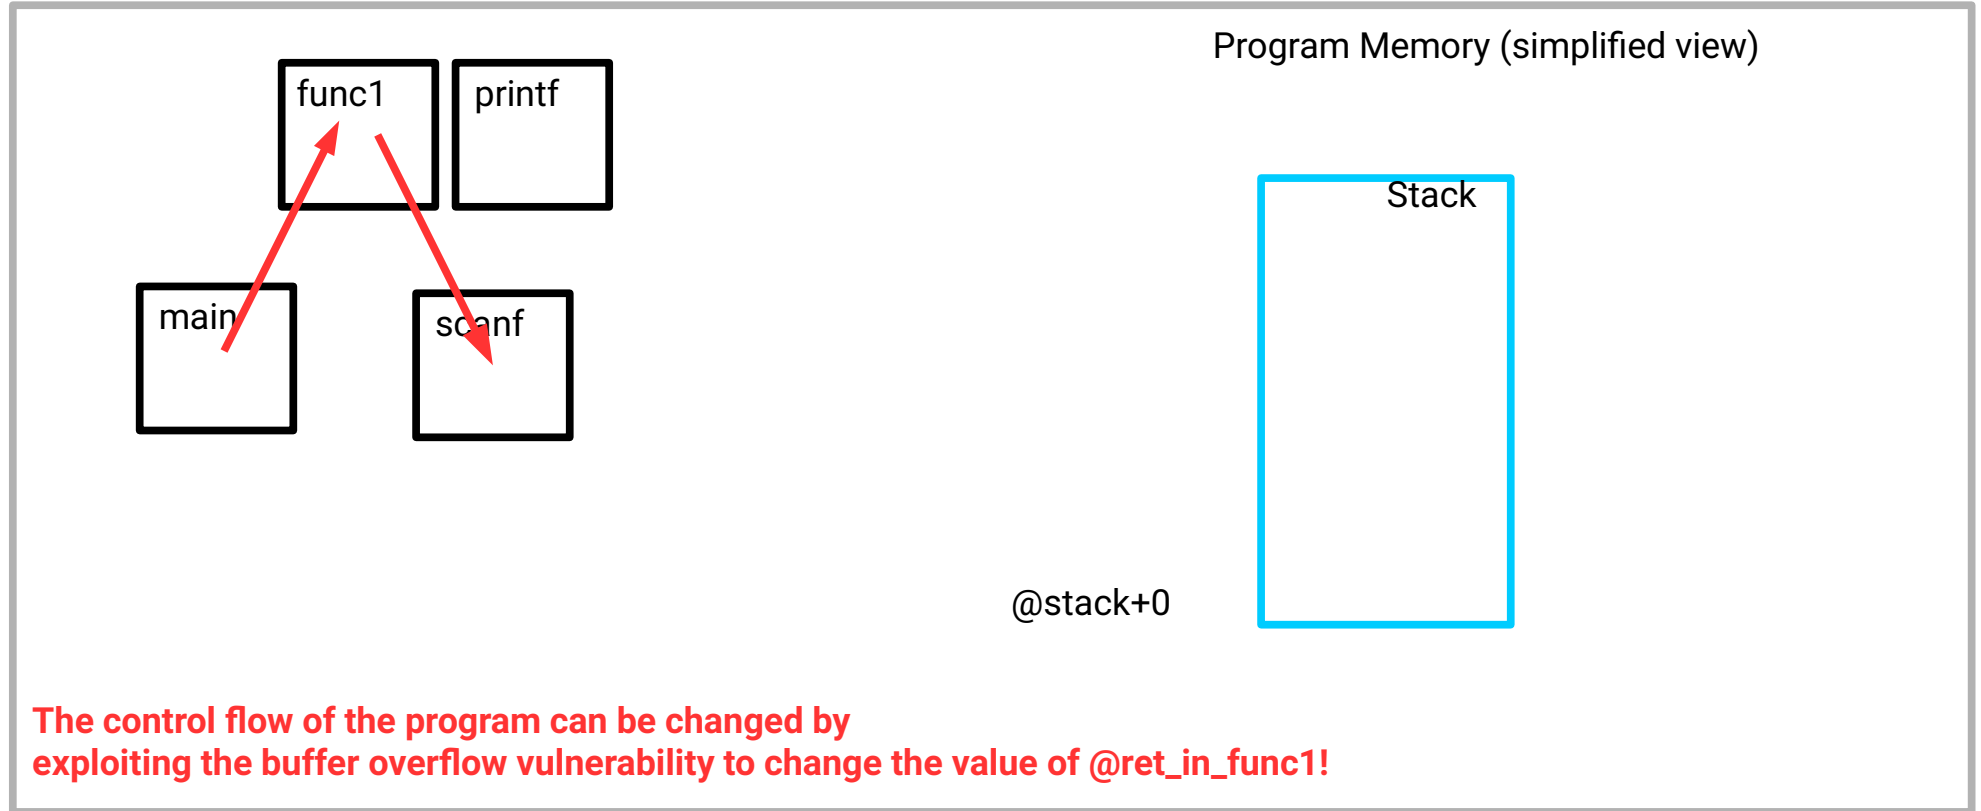 Program Memory (simplified view)
func1
printf
Stack
main
scanf
@stack+0
The control flow of the program can be changed by
exploiting the buffer overflow vulnerability to change the value of @ret_in_func1!